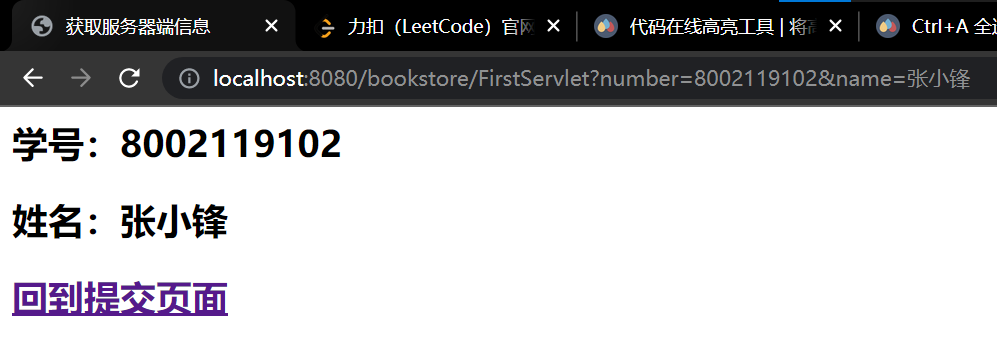 获取服务器端信息
力扣（LeetCode）官网
代码在线高亮工具 | 将
Ctrl+A 全
localhost:8080/bookstore/FirstServlet?number=8002119102&name=张小锋
学号：8002119102
姓名：张小锋
回到提交页面